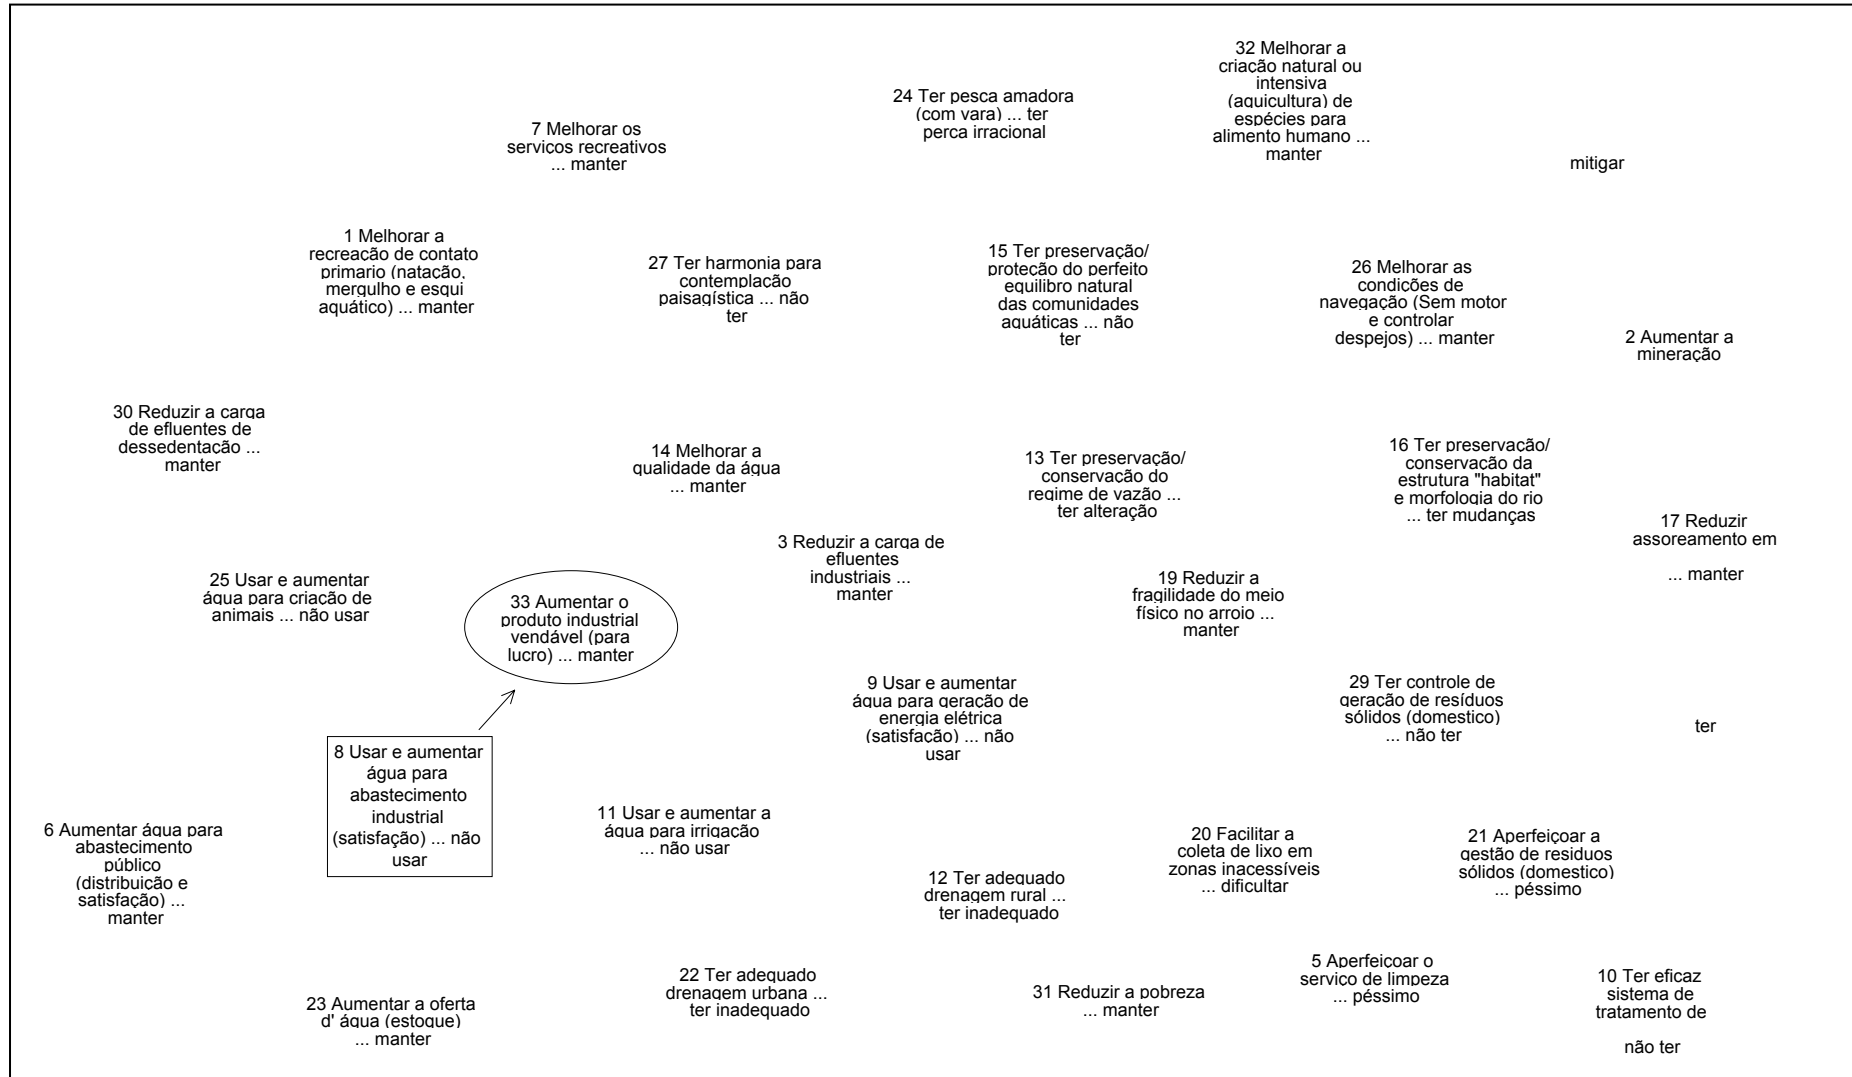 32 Melhorar a
criação natural ou
intensiva
(aquicultura) de
espécies para
alimento humano ...
manter
24 Ter pesca amadora
(com vara) ... ter
perca irracional
7 Melhorar os
serviços recreativos
... manter
mitigar
1 Melhorar a
recreação de contato
primario (natação,
mergulho e esqui
aquático) ... manter
27 Ter harmonia para
contemplação
paisagística ... não
ter
15 Ter preservação/
proteção do perfeito
equilibro natural
das comunidades
aquáticas ... não
ter
26 Melhorar as
condições de
navegação (Sem motor
e controlar
despejos) ... manter
2 Aumentar a
mineração
30 Reduzir a carga
de efluentes de
dessedentação ...
manter
14 Melhorar a
qualidade da água
... manter
13 Ter preservação/
conservação do
regime de vazão ...
ter alteração
16 Ter preservação/
conservação da
estrutura "habitat"
e morfologia do rio
... ter mudanças
17 Reduzir
assoreamento em
... manter
3 Reduzir a carga de
efluentes
industriais ...
manter
25 Usar e aumentar
água para criação de
animais ... não usar
33 Aumentar o
produto industrial
vendável (para
lucro) ... manter
19 Reduzir a
fragilidade do meio
físico no arroio ...
manter
9 Usar e aumentar
água para geração de
energia elétrica
(satisfação) ... não
usar
29 Ter controle de
geração de resíduos
sólidos (domestico)
... não ter
ter
8 Usar e aumentar
água para
abastecimento
industrial
(satisfação) ... não
usar
6 Aumentar água para
abastecimento
público
(distribuição e
satisfação) ...
manter
11 Usar e aumentar a
água para irrigação
... não usar
12 Ter adequado
drenagem rural ...
ter inadequado
20 Facilitar a
coleta de lixo em
zonas inacessíveis
... dificultar
21 Aperfeiçoar a
gestão de residuos
sólidos (domestico)
... péssimo
23 Aumentar a oferta
d' água (estoque)
... manter
22 Ter adequado
drenagem urbana ...
ter inadequado
31 Reduzir a pobreza
... manter
5 Aperfeiçoar o
serviço de limpeza
... péssimo
10 Ter eficaz
sistema de
tratamento de
não ter